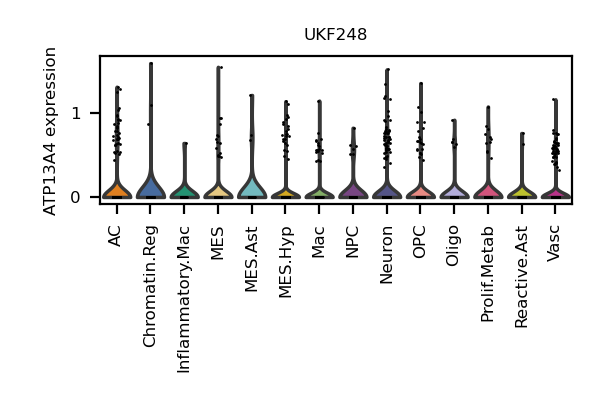 UKF248
ATP13A4 expression
1
0
AC
Chromatin.Reg
Inflammatory.Mac
MES
MES.Ast
MES.Hyp
Mac
NPC
Neuron
OPC
Oligo
Prolif.Metab
Reactive.Ast
Vasc